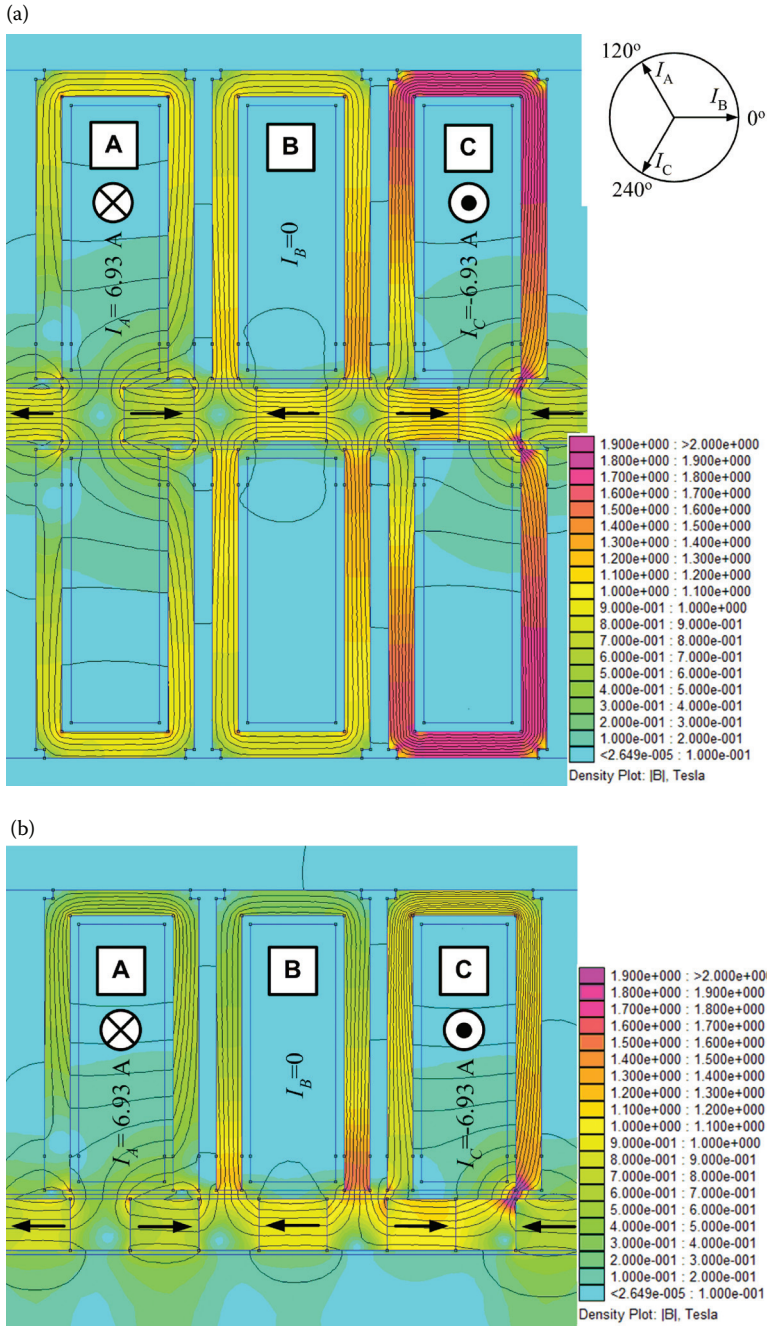 (a)
A
B
C
I_A = 6.93 A
I_B=0
I_C=-6.93 A
120°
I_A
I_B
0°
I_C
240°
1.900e+000 : >2.000e+000
1.800e+000 : 1.900e+000
1.700e+000 : 1.800e+000
1.600e+000 : 1.700e+000
1.500e+000 : 1.600e+000
1.400e+000 : 1.500e+000
1.300e+000 : 1.400e+000
1.200e+000 : 1.300e+000
1.100e+000 : 1.200e+000
1.000e+000 : 1.100e+000
9.000e-001 : 1.000e+000
8.000e-001 : 9.000e-001
7.000e-001 : 8.000e-001
6.000e-001 : 7.000e-001
5.000e-001 : 6.000e-001
4.000e-001 : 5.000e-001
3.000e-001 : 4.000e-001
2.000e-001 : 3.000e-001
1.000e-001 : 2.000e-001
<2.649e-005 : 1.000e-001
Density Plot: |B|, Tesla
(b)
A
B
C
I_A = 6.93 A
I_B=0
I_C=-6.93 A
1.900e+000 : >2.000e+00
1.800e+000 : 1.900e+000
1.700e+000 : 1.800e+000
1.600e+000 : 1.700e+000
1.500e+000 : 1.600e+000
1.400e+000 : 1.500e+000
1.300e+000 : 1.400e+000
1.200e+000 : 1.300e+000
1.100e+000 : 1.200e+000
1.000e+000 : 1.100e+000
9.000e-001 : 1.000e+000
8.000e-001 : 9.000e-001
7.000e-001 : 8.000e-001
6.000e-001 : 7.000e-001
5.000e-001 : 6.000e-001
4.000e-001 : 5.000e-001
3.000e-001 : 4.000e-001
2.000e-001 : 3.000e-001
1.000e-001 : 2.000e-001
<2.649e-005 : 1.000e-001
Density Plot: |B|, Tesla